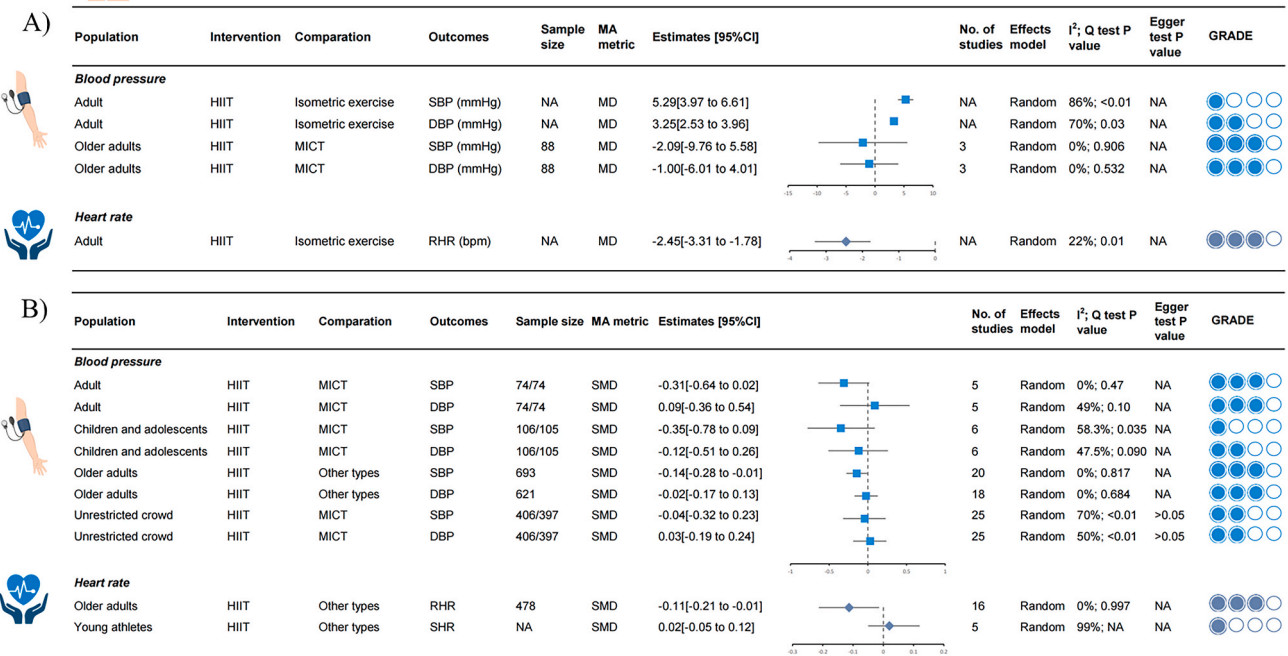 A)
Population Intervention Comparation Outcomes Sample size MA metric Estimates [95%CI] No. of studies Effects model I²; Q test P value Egger test P value GRADE
Blood pressure
Adult HIIT Isometric exercise SBP (mmHg) NA MD 5.29[3.97 to 6.61] NA Random 86%; <0.01 NA
Adult HIIT Isometric exercise DBP (mmHg) NA MD 3.25[2.53 to 3.96] NA Random 70%; 0.03 NA
Older adults HIIT MICT SBP (mmHg) 88 MD -2.09[-9.76 to 5.58] 3 Random 0%; 0.906 NA
Older adults HIIT MICT DBP (mmHg) 88 MD -1.00[-6.01 to 4.01] 3 Random 0%; 0.532 NA
-15 -10 -5 0 5 10
Heart rate
Adult HIIT Isometric exercise RHR (bpm) NA MD -2.45[-3.31 to -1.78] NA Random 22%; 0.01 NA
-4 -3 -2 -1 0
B)
Population Intervention Comparation Outcomes Sample size MA metric Estimates [95%CI] No. of studies Effects model I²; Q test P value Egger test P value GRADE
Blood pressure
Adult HIIT MICT SBP 74/74 SMD -0.31[-0.64 to 0.02] 5 Random 0%; 0.47 NA
Adult HIIT MICT DBP 74/74 SMD 0.09[-0.36 to 0.54] 5 Random 49%; 0.10 NA
Children and adolescents HIIT MICT SBP 106/105 SMD -0.35[-0.78 to 0.09] 6 Random 58.3%; 0.035 NA
Children and adolescents HIIT MICT DBP 106/105 SMD -0.12[-0.51 to 0.26] 6 Random 47.5%; 0.090 NA
Older adults HIIT Other types SBP 693 SMD -0.14[-0.28 to -0.01] 20 Random 0%; 0.817 NA
Older adults HIIT Other types DBP 621 SMD -0.02[-0.17 to 0.13] 18 Random 0%; 0.684 NA
Unrestricted crowd HIIT MICT SBP 406/397 SMD -0.04[-0.32 to 0.23] 25 Random 70%; <0.01 >0.05
Unrestricted crowd HIIT MICT DBP 406/397 SMD 0.03[-0.19 to 0.24] 25 Random 50%; <0.01 >0.05
-1 -0.5 0 0.5 1
Heart rate
Older adults HIIT Other types RHR 478 SMD -0.11[-0.21 to -0.01] 16 Random 0%; 0.997 NA
Young athletes HIIT Other types SHR NA SMD 0.02[-0.05 to 0.12] 5 Random 99%; NA NA
-0.3 -0.2 -0.1 0 0.1 0.2